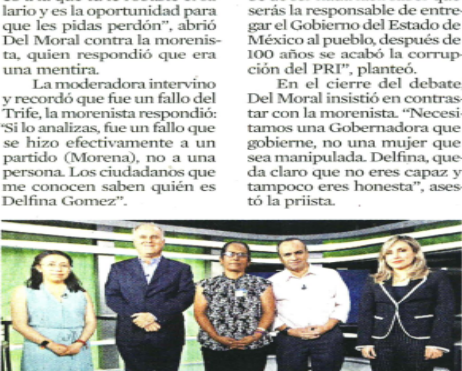 lario y es la oportunidad para
que les pidas perdón”, abrió
Del Moral contra la morenis-
ta, quien respondió que era
una mentira.
La moderadora intervino
y recordó que fue un fallo del
Trife, la morenista respondió:
“Si lo analizas, fue un fallo que
se hizo efectivamente a un
partido (Morena), no a una
persona. Los ciudadanos que
me conocen saben quién es
Delfina Gomez”.
serás la responsable de entre-
gar el Gobierno del Estado de
México al pueblo, después de
100 años se acabó la corrup-
ción del PRI”, planteó.
En el cierre del debate
Del Moral insistió en contras-
tar con la morenista. “Necesi-
tamos una Gobernadora que
gobierne, no una mujer que
sea manipulada. Delfina, que-
da claro que no eres capaz y
tampoco eres honesta”, ases-
tó la priista.